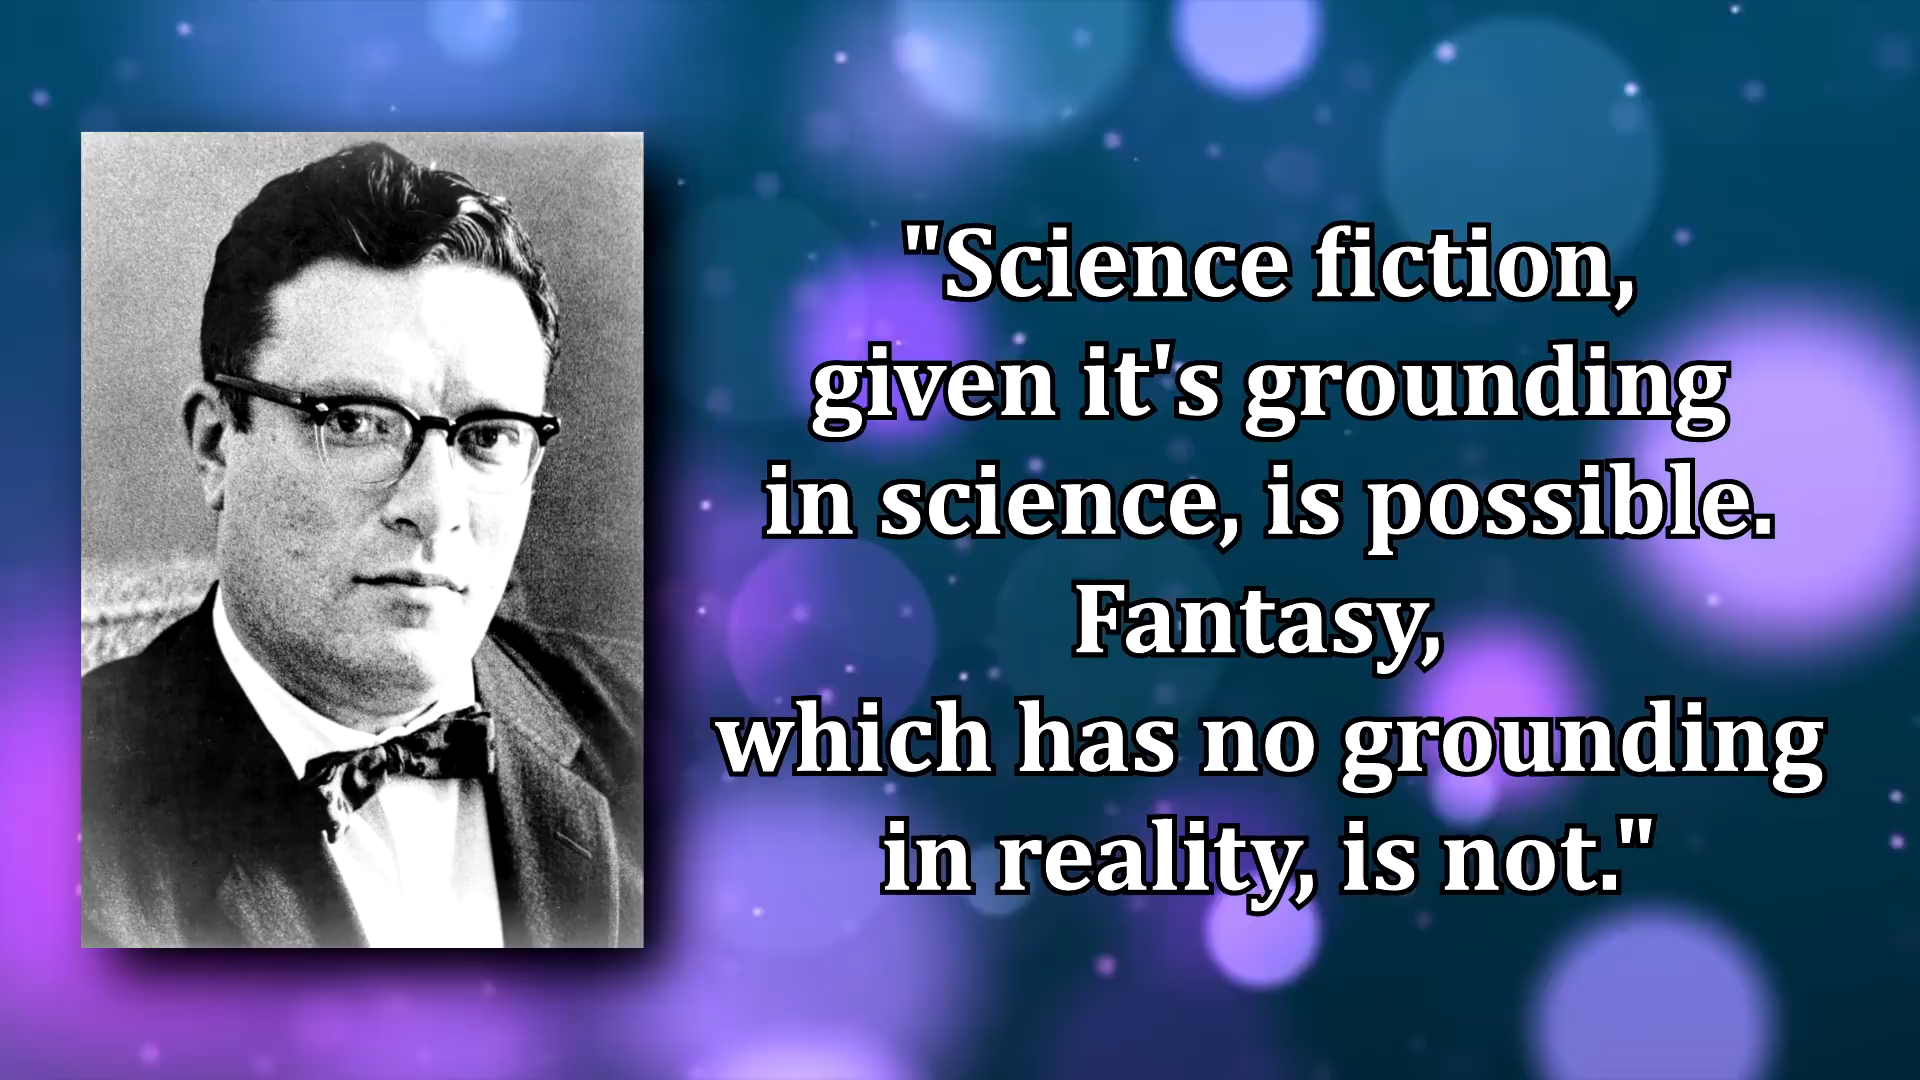 "Science fiction,
given it's grounding
in science, is possible.
Fantasy,
which has no grounding
in reality, is not."